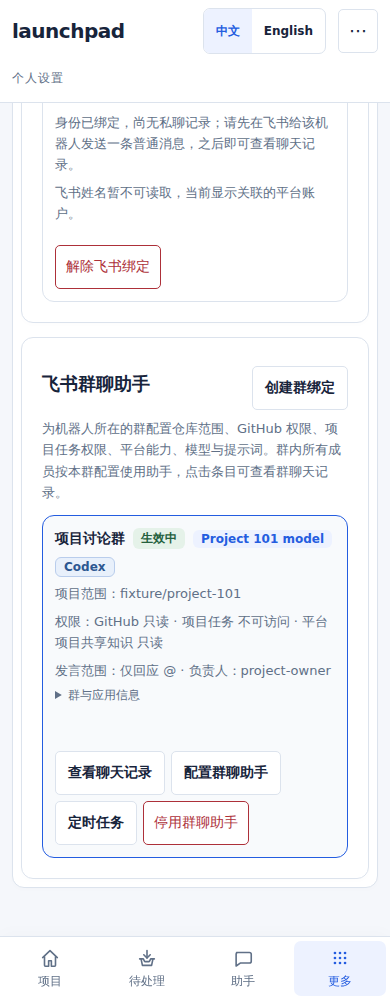 launchpad
中文
English
···
个人设置
身份已绑定，尚无私聊记录；请先在飞书给该机
器人发送一条普通消息，之后即可查看聊天记
录。
飞书姓名暂不可读取，当前显示关联的平台账
户。
解除飞书绑定
飞书群聊助手
创建群绑定
为机器人所在的群配置仓库范围、GitHub 权限、项
目任务权限、平台能力、模型与提示词。群内所有成
员按本群配置使用助手，点击条目可查看群聊天记
录。
项目讨论群
生效中
Project 101 model
Codex
项目范围：fixture/project-101
权限：GitHub 只读 · 项目任务 不可访问 · 平台
项目共享知识 只读
发言范围：仅回应 @ · 负责人：project-owner
群与应用信息
查看聊天记录
配置群聊助手
定时任务
停用群聊助手
项目
待处理
助手
更多